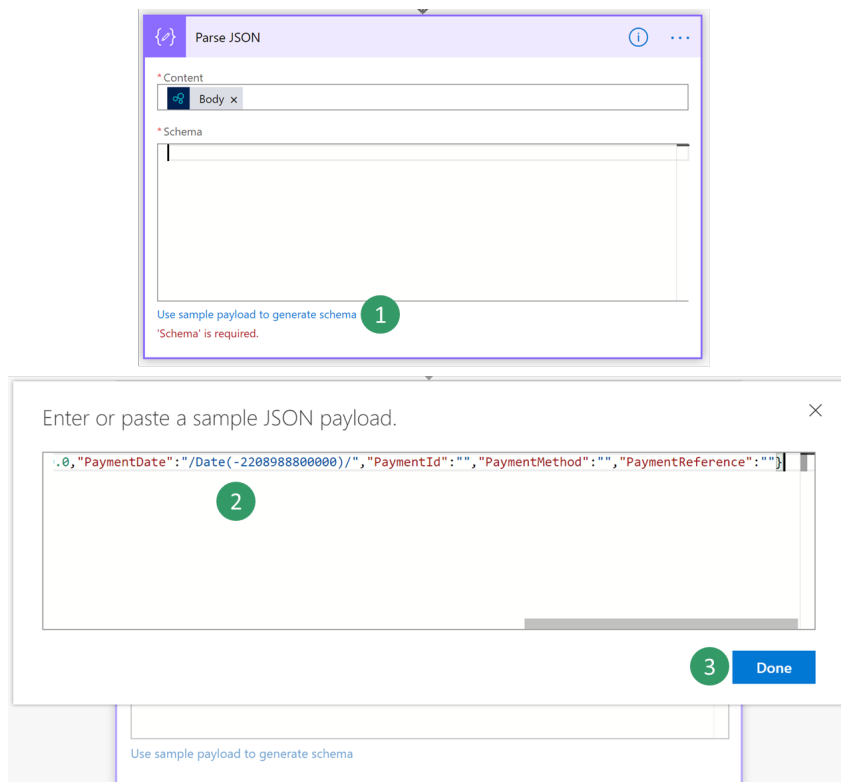 Parse JSON
* Content
Body ×
* Schema
Use sample payload to generate schema 1
'Schema' is required.
Enter or paste a sample JSON payload.
.0,"PaymentDate":"/Date(-2208988800000)/","PaymentId":"","PaymentMethod":"","PaymentReference":""}
2
3 Done
Use sample payload to generate schema